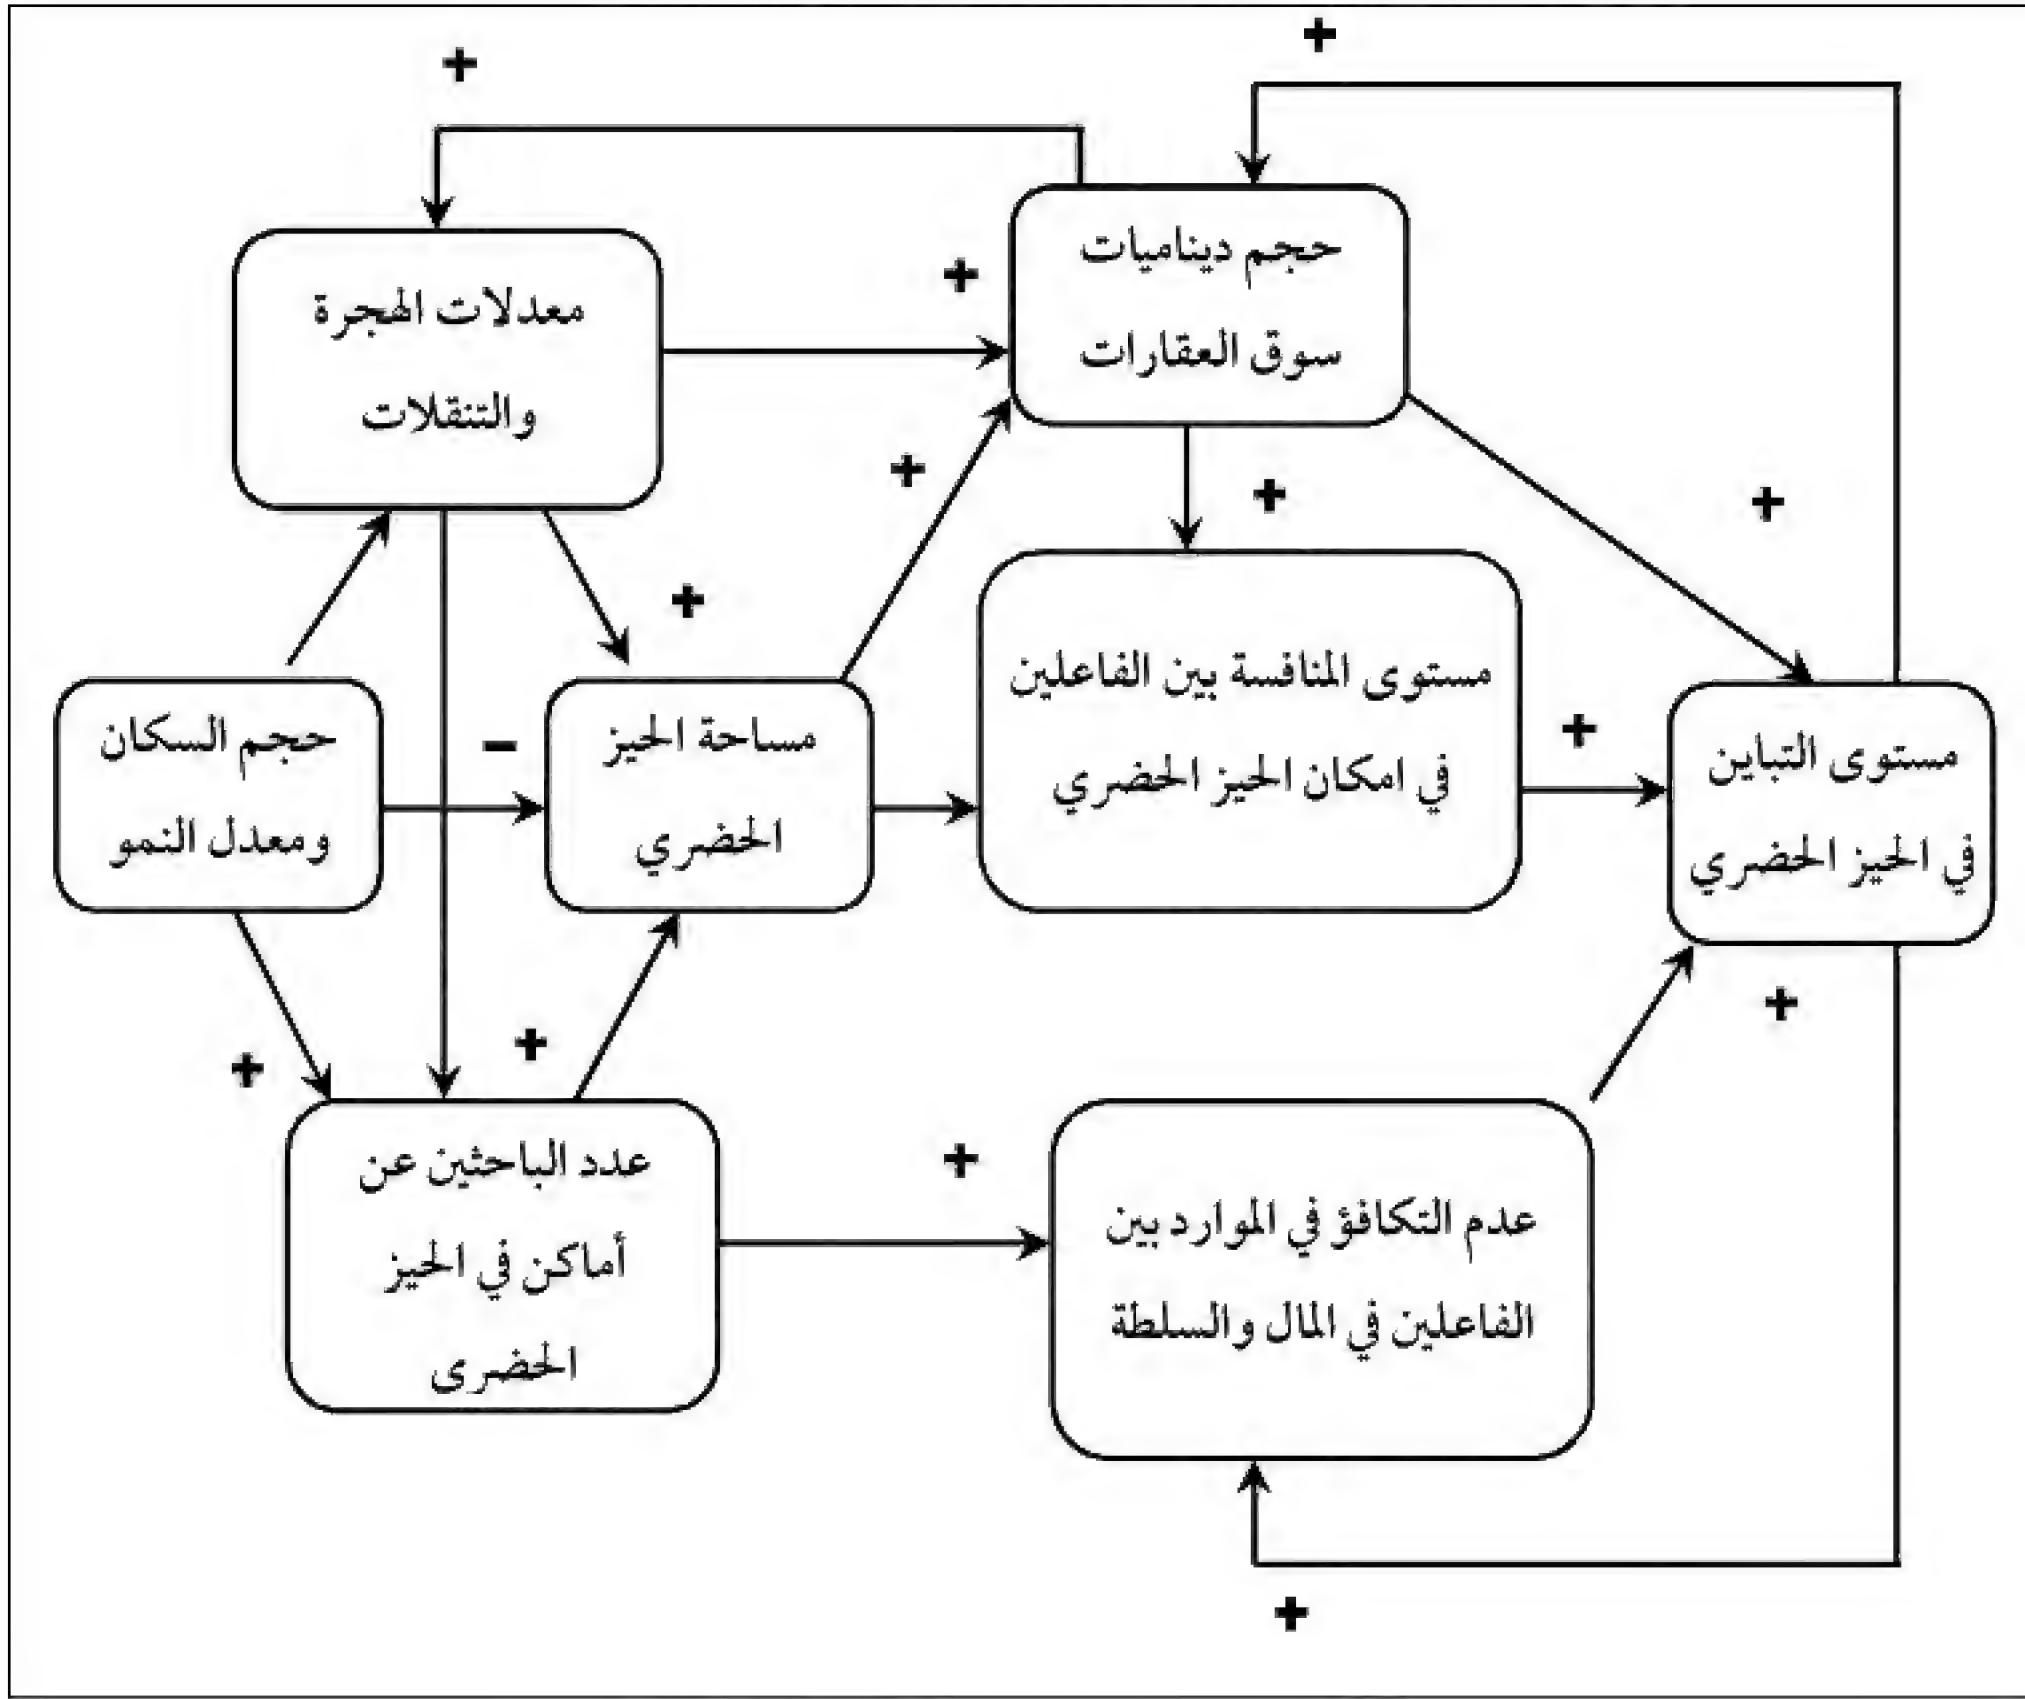 +
+
حجم ديناميات
سوق العقارات
+
معدلات الهجرة
والتنقلات
+
+
+
+
مستوى المنافسة بين الفاعلين
في امكان الحيز الحضري
+
مستوى التباين
في الحيز الحضري
مساحة الحيز
الحضري
−
حجم السكان
ومعدل النمو
+
+
+
+
عدم التكافؤ في الموارد بين
الفاعلين في المال والسلطة
عدد الباحثين عن
أماكن في الحيز
الحضرى
+